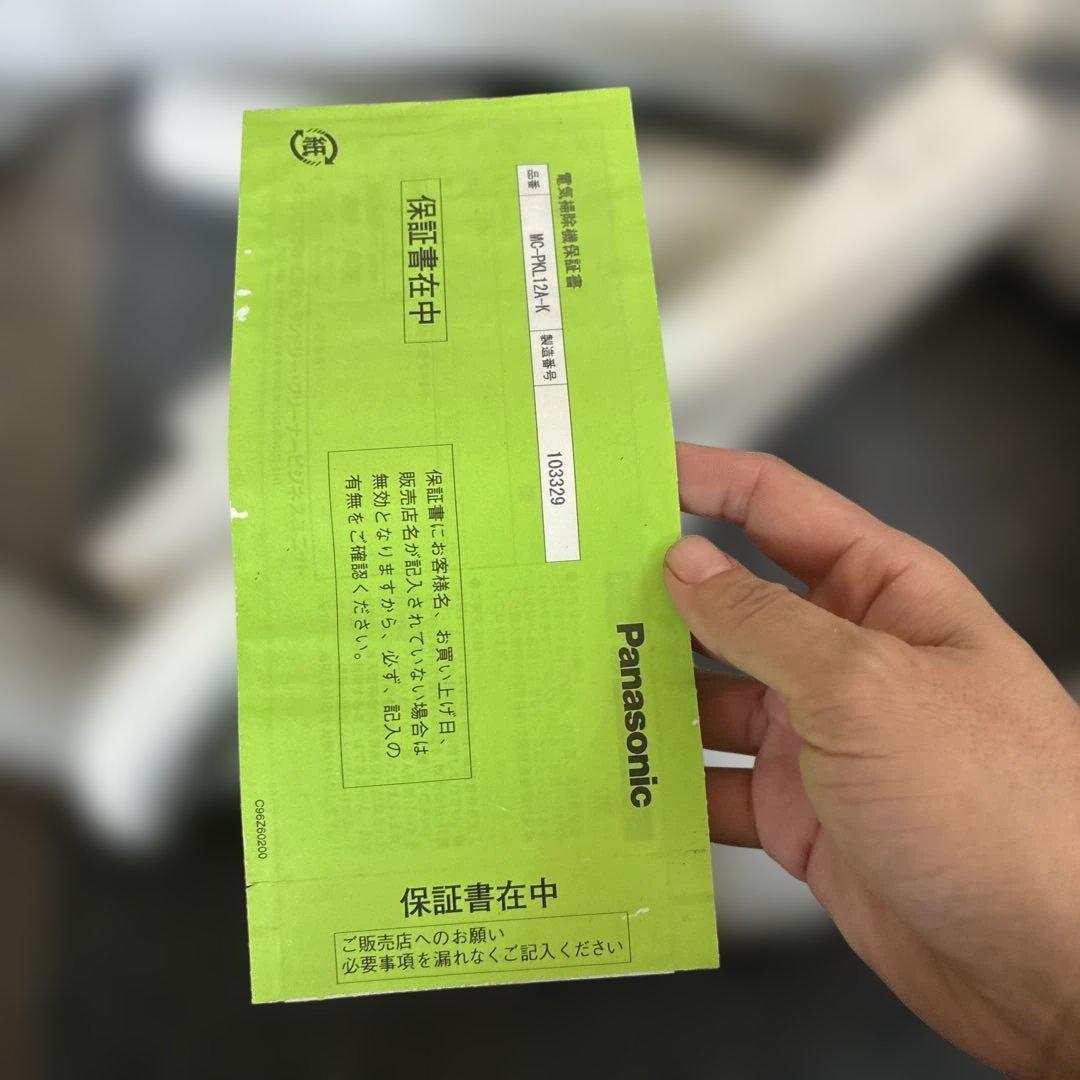 電気掃除機保証書
品番 MC-PKL12A-K 製造番号 103329
Panasonic
保証書在中
紙
保証書にお客様名、お買い上げ日、
販売店名が記入されていない場合は
無効となりますから、必ず、記入の
有無をご確認ください。
C96Z60200
保証書在中
ご販売店へのお願い
必要事項を漏れなくご記入ください